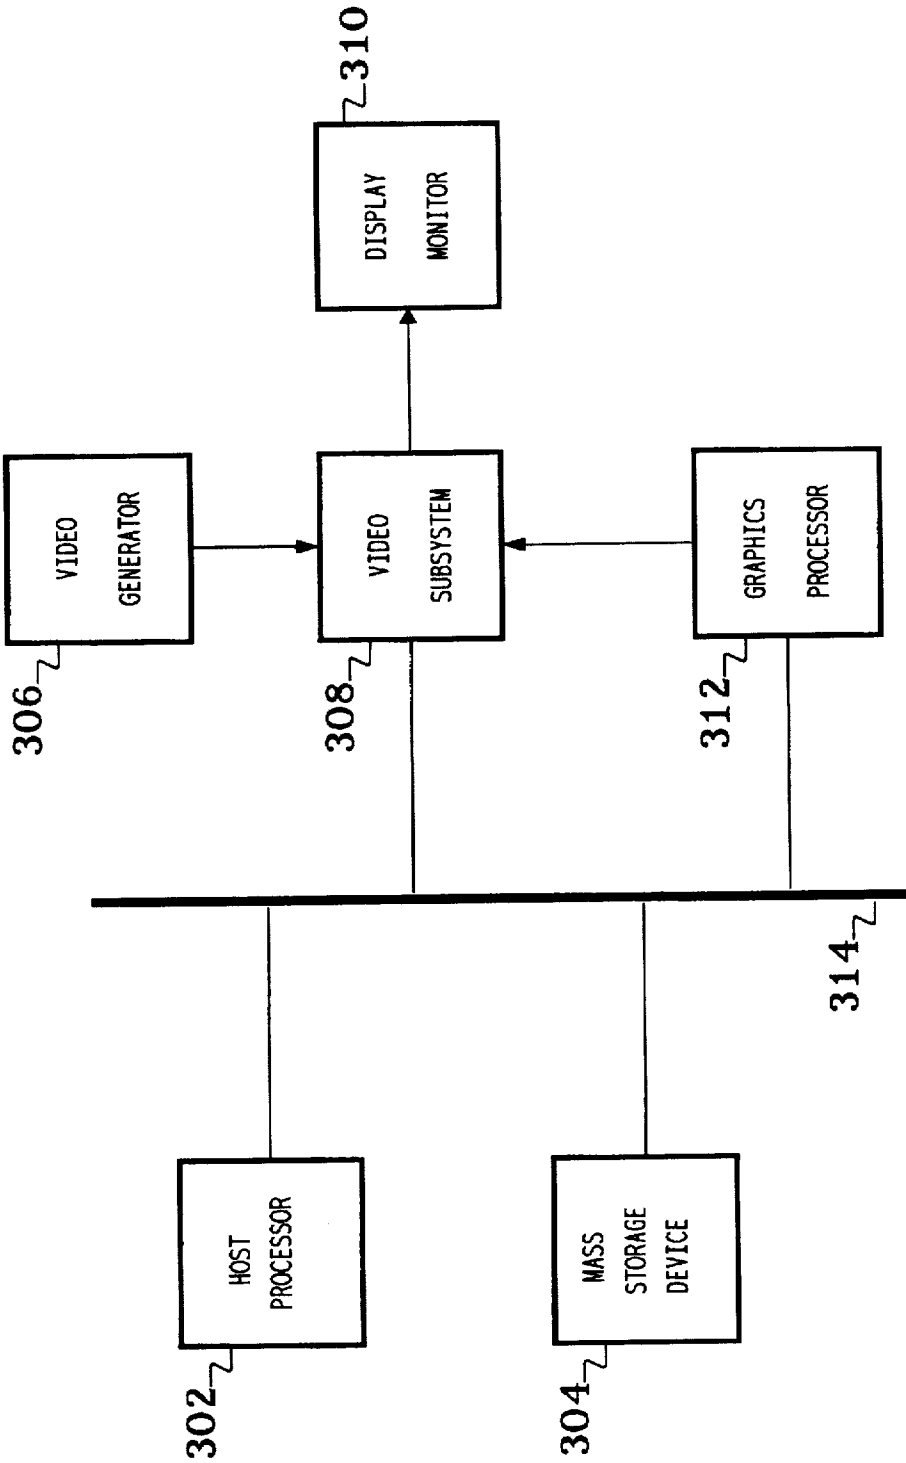 306
VIDEO
GENERATOR
302
HOST
PROCESSOR
308
VIDEO
SUBSYSTEM
310
DISPLAY
MONITOR
304
MASS
STORAGE
DEVICE
312
GRAPHICS
PROCESSOR
314